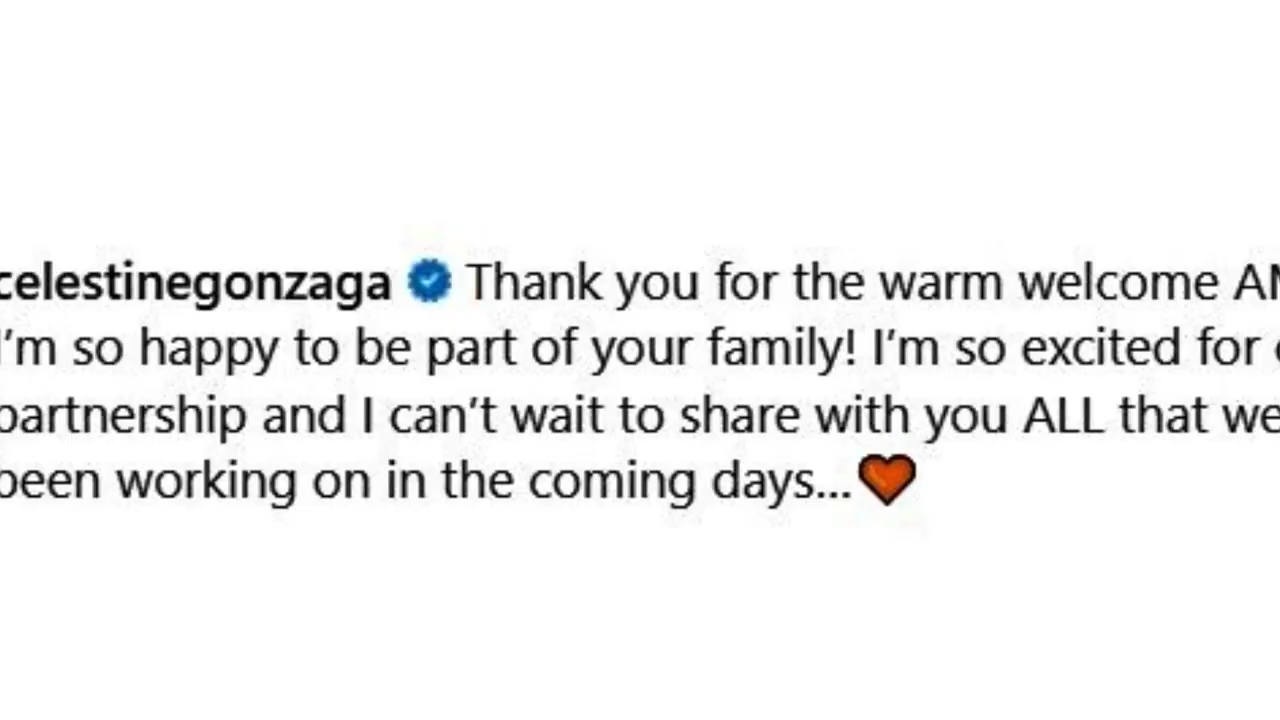 celestinegonzaga Thank you for the warm welcome
I'm so happy to be part of your family! I'm so excited for
partnership and I can't wait to share with you ALL that we
been working on in the coming days...❤️